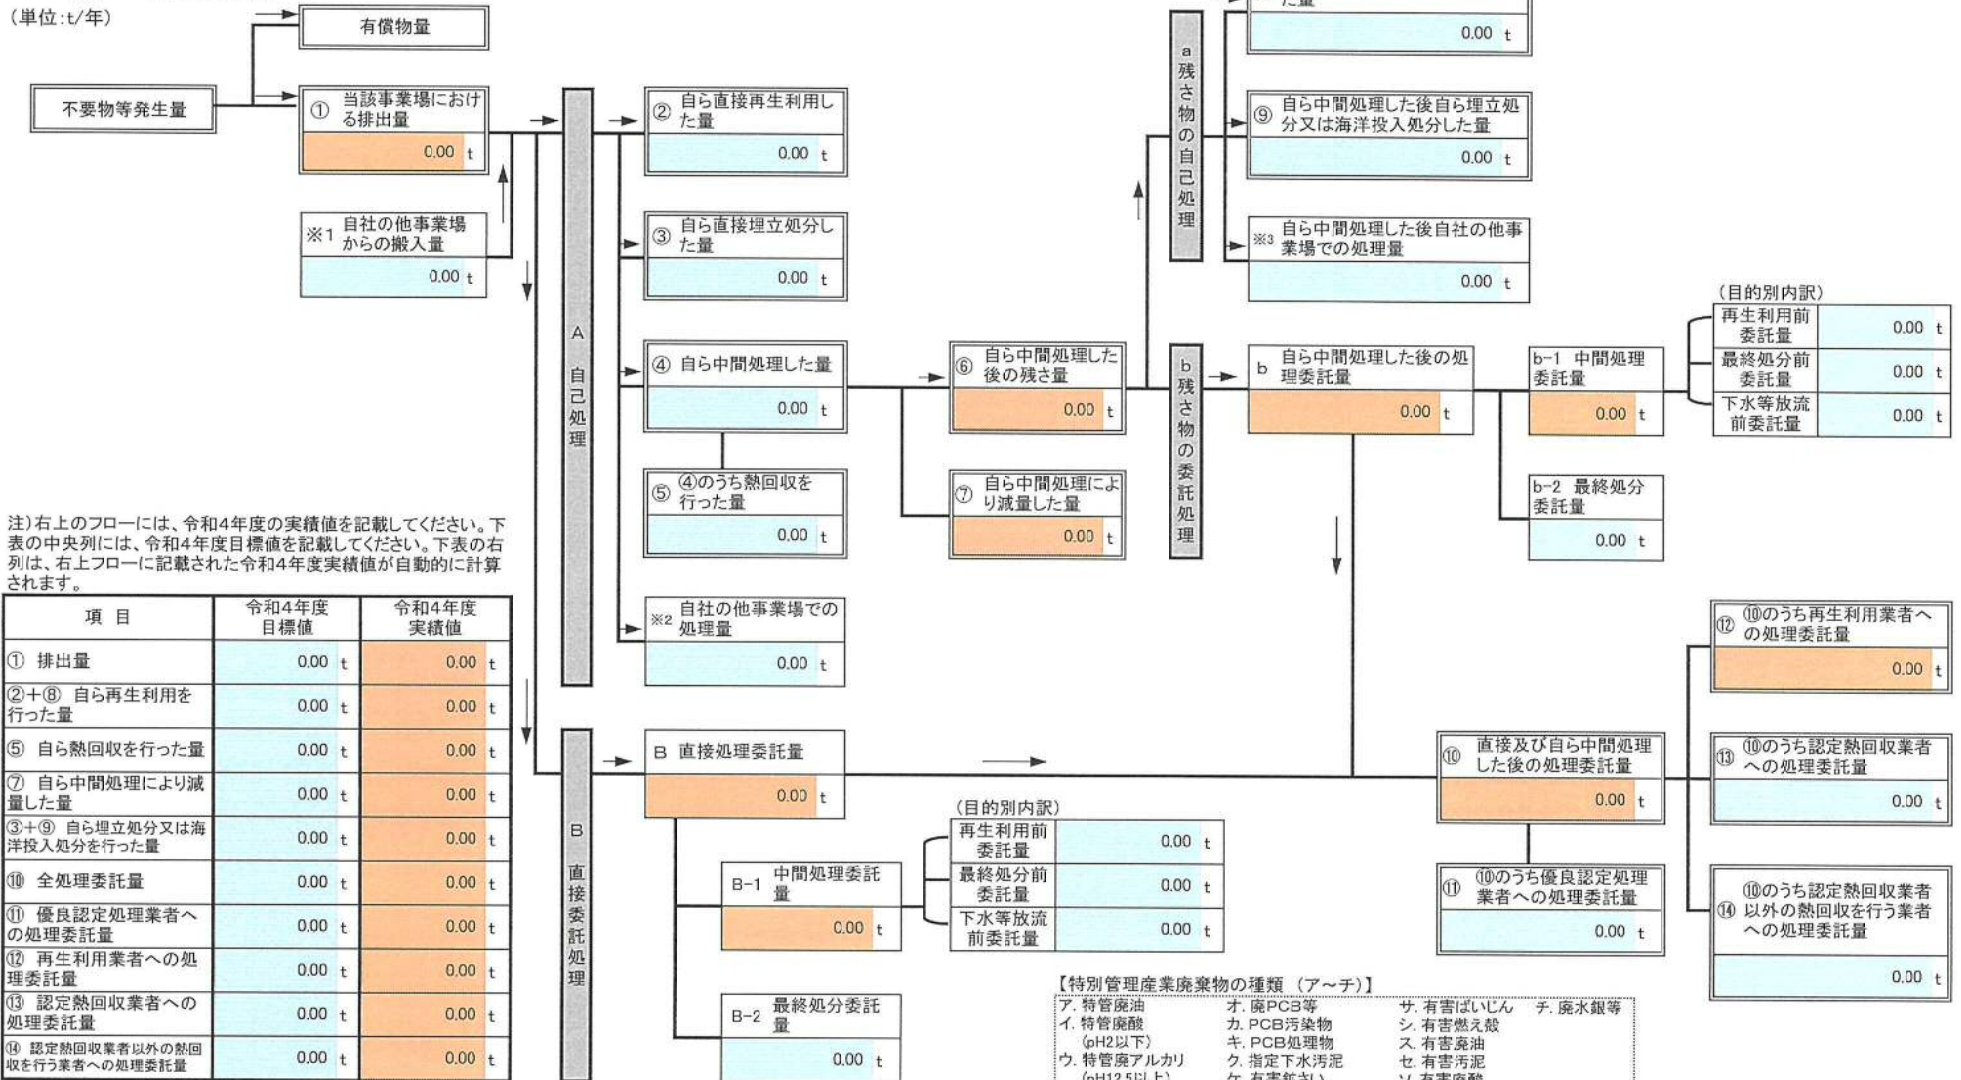 (単位:t/年)
有償物量
不要物等発生量
① 当該事業場におけ
る排出量
0.00 t
※1 自社の他事業場
からの搬入量
0.00 t
A 自己処理
② 自ら直接再生利用し
た量
0.00 t
③ 自ら直接埋立処分し
た量
0.00 t
④ 自ら中間処理した量
0.00 t
⑤ ④のうち熱回収を
行った量
0.00 t
※2 自社の他事業場での
処理量
0.00 t
⑥ 自ら中間処理した
後の残さ量
0.00 t
⑦ 自ら中間処理によ
り減量した量
0.00 t
a 残さ物の自己処理
た量
0.00 t
⑨ 自ら中間処理した後自ら埋立処
分又は海洋投入処分した量
0.00 t
※3 自ら中間処理した後自社の他事
業場での処理量
0.00 t
b 残さ物の委託処理
b 自ら中間処理した後の処
理委託量
0.00 t
b-1 中間処理
委託量
0.00 t
(目的別内訳)
再生利用前
委託量 0.00 t
最終処分前
委託量 0.00 t
下水等放流
前委託量 0.00 t
b-2 最終処分
委託量
0.00 t
注)右上のフローには、令和4年度の実績値を記載してください。下
表の中央列には、令和4年度目標値を記載してください。下表の右
列は、右上フローに記載された令和4年度実績値が自動的に計算
されます。
項 目 令和4年度
目標値 令和4年度
実績値
① 排出量 0.00 t 0.00 t
②+⑧ 自ら再生利用を
行った量 0.00 t 0.00 t
⑤ 自ら熱回収を行った量 0.00 t 0.00 t
⑦ 自ら中間処理により減
量した量 0.00 t 0.00 t
③+⑨ 自ら埋立処分又は海
洋投入処分を行った量 0.00 t 0.00 t
⑩ 全処理委託量 0.00 t 0.00 t
⑪ 優良認定処理業者へ
の処理委託量 0.00 t 0.00 t
⑫ 再生利用業者への処
理委託量 0.00 t 0.00 t
⑬ 認定熱回収業者への
処理委託量 0.00 t 0.00 t
⑭ 認定熱回収業者以外の熱回
収を行う業者への処理委託量 0.00 t 0.00 t
B 直接委託処理
B 直接処理委託量
0.00 t
B-1 中間処理委託
量
0.00 t
(目的別内訳)
再生利用前
委託量 0.00 t
最終処分前
委託量 0.00 t
下水等放流
前委託量 0.00 t
B-2 最終処分委託
量
0.00 t
⑩ 直接及び自ら中間処理
した後の処理委託量
0.00 t
⑪ ⑩のうち優良認定処理
業者への処理委託量
0.00 t
⑫ ⑩のうち再生利用業者へ
の処理委託量
0.00 t
⑬ ⑩のうち認定熱回収業者
への処理委託量
0.00 t
⑭ ⑩のうち認定熱回収業者
以外の熱回収を行う業者
への処理委託量
0.00 t
【特別管理産業廃棄物の種類 (ア～チ)】
ア. 特管廃油 オ. 廃PCB等 サ. 有害ばいじん チ. 廃水銀等
イ. 特管廃酸 カ. PCB汚染物 シ. 有害燃え殻
(pH2以下) キ. PCB処理物 ス. 有害廃油
ウ. 特管廃アルカリ ク. 指定下水汚泥 セ. 有害汚泥
(pH12.5以上) ケ. 有害鉱さい ソ. 有害廃酸